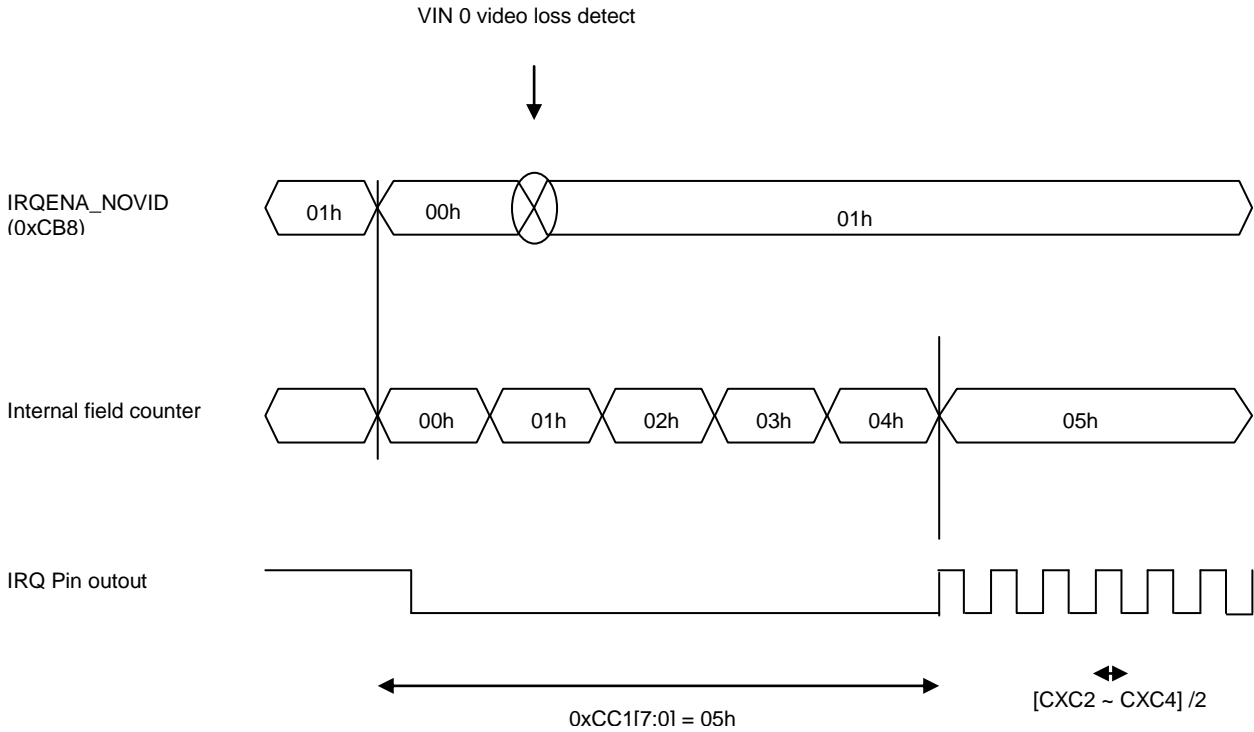 VIN 0 video loss detect
IRQENA_NOVID
(0xCB8)
01h
00h
01h
Internal field counter
00h
01h
02h
03h
04h
05h
IRQ Pin outout
[CXC2 ~ CXC4] /2
0xCC1[7:0] = 05h